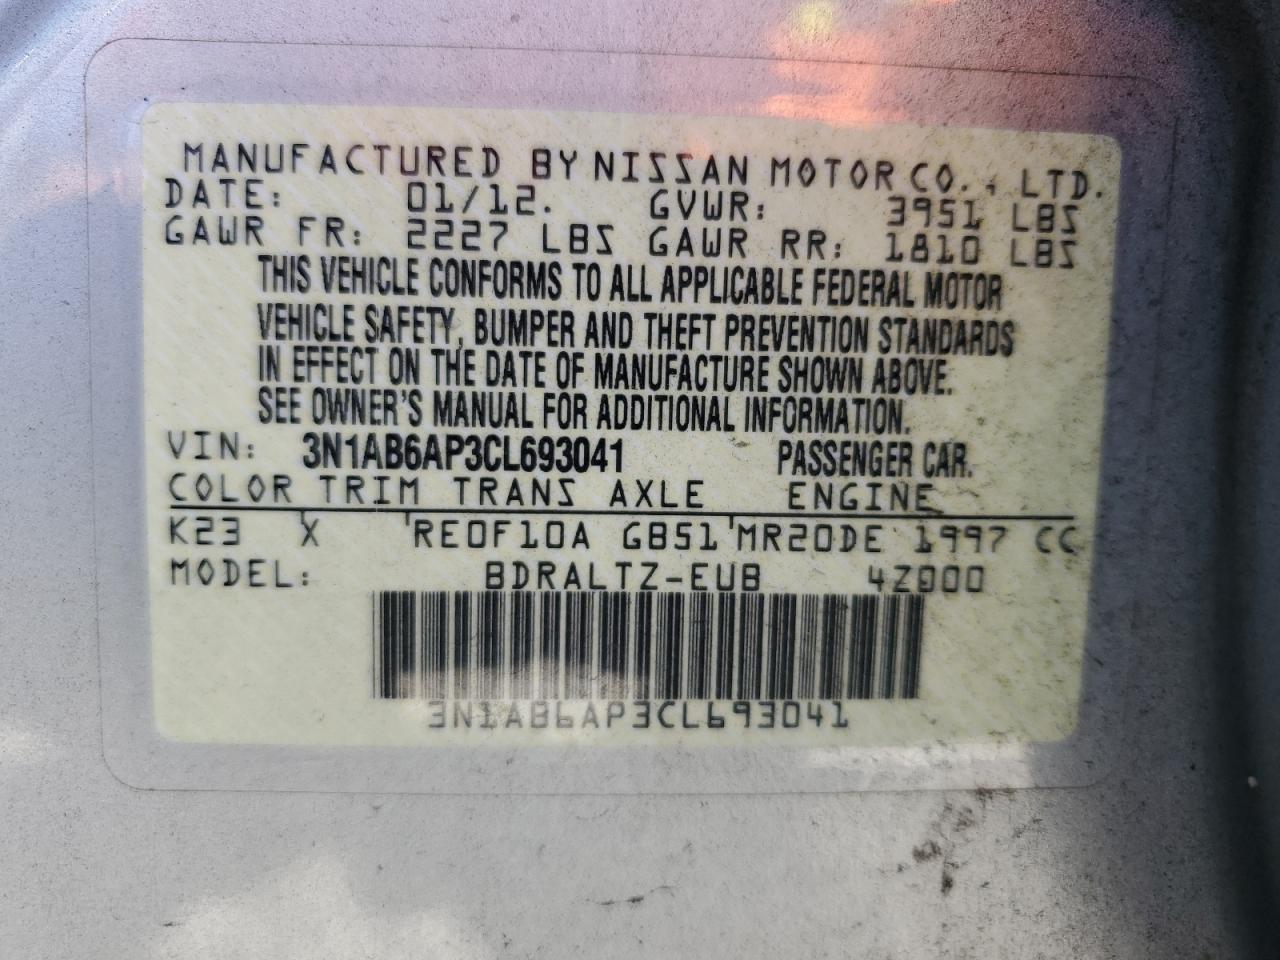 MANUFACTURED BY NISSAN MOTOR CO., LTD.
DATE: 01/12. GVWR: 3951 LBS
GAWR FR: 2227 LBS GAWR RR: 1810 LBS
THIS VEHICLE CONFORMS TO ALL APPLICABLE FEDERAL MOTOR
VEHICLE SAFETY, BUMPER AND THEFT PREVENTION STANDARDS
IN EFFECT ON THE DATE OF MANUFACTURE SHOWN ABOVE.
SEE OWNER'S MANUAL FOR ADDITIONAL INFORMATION.
VIN: 3N1AB6AP3CL693041 PASSENGER CAR.
COLOR TRIM TRANS AXLE ENGINE
K23 X RE0F10A GB51 MR20DE 1997 CC
MODEL: BDRALTZ-EUB 4Z000
3N1AB6AP3CL693041